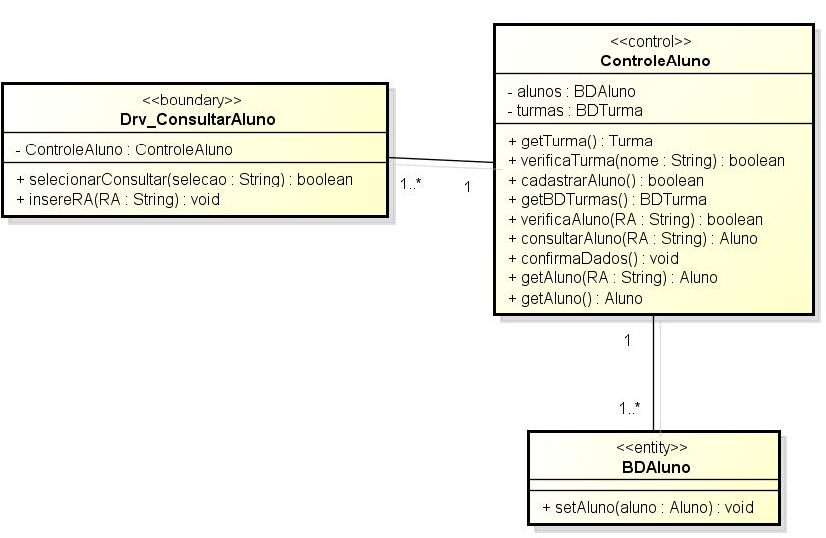 <<boundary>>
Drv_ConsultarAluno
- ControleAluno : ControleAluno
+ selecionarConsultar(selecao : String) : boolean
+ insereRA(RA : String) : void
1..*
1
<<control>>
ControleAluno
- alunos : BDAluno
- turmas : BDTurma
+ getTurma() : Turma
+ verificaTurma(nome : String) : boolean
+ cadastrarAluno() : boolean
+ getBDTurmas() : BDTurma
+ verificaAluno(RA : String) : boolean
+ consultarAluno(RA : String) : Aluno
+ confirmaDados() : void
+ getAluno(RA : String) : Aluno
+ getAluno() : Aluno
1
1..*
<<entity>>
BDAluno
+ setAluno(aluno : Aluno) : void